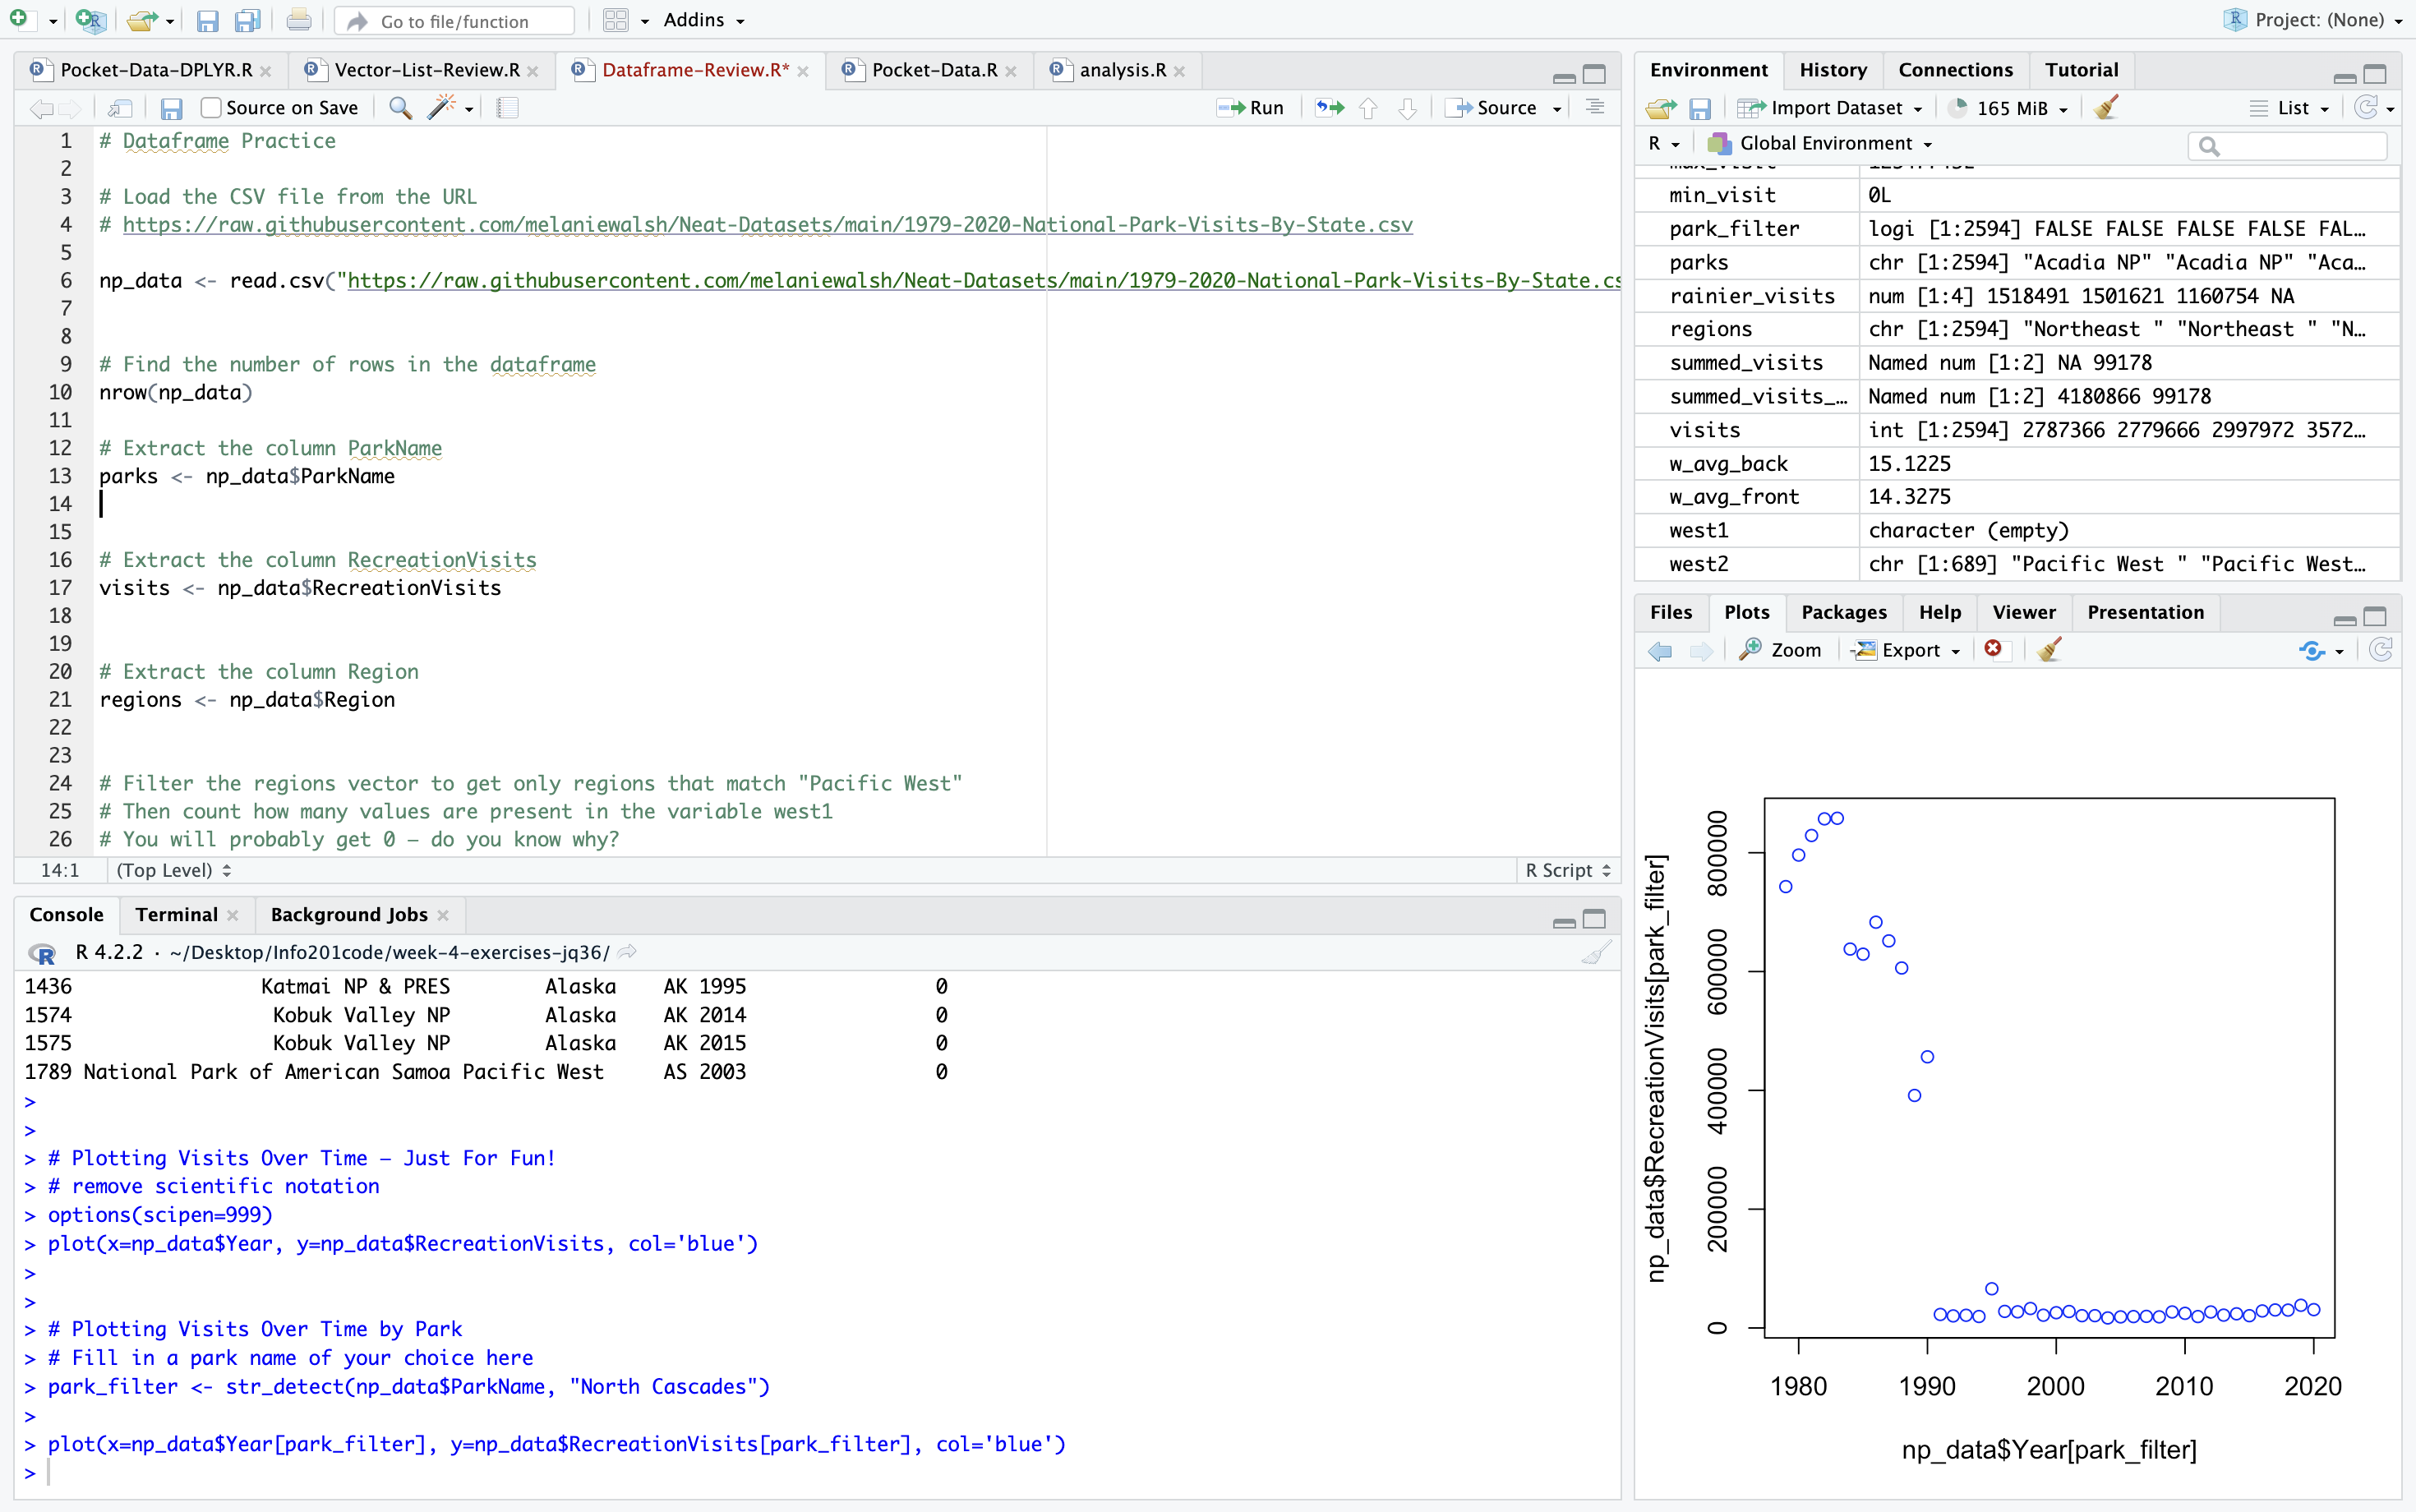 Go to file/function
Addins
Project: (None)
Pocket-Data-DPLYR.R
Vector-List-Review.R
Dataframe-Review.R*
Pocket-Data.R
analysis.R
Source on Save
Run
Source
1 # Dataframe Practice
2
3 # Load the CSV file from the URL
4 # https://raw.githubusercontent.com/melaniewalsh/Neat-Datasets/main/1979-2020-National-Park-Visits-By-State.csv
5
6 np_data <- read.csv("https://raw.githubusercontent.com/melaniewalsh/Neat-Datasets/main/1979-2020-National-Park-Visits-By-State.cs
7
8
9 # Find the number of rows in the dataframe
10 nrow(np_data)
11
12 # Extract the column ParkName
13 parks <- np_data$ParkName
14
15
16 # Extract the column RecreationVisits
17 visits <- np_data$RecreationVisits
18
19
20 # Extract the column Region
21 regions <- np_data$Region
22
23
24 # Filter the regions vector to get only regions that match "Pacific West"
25 # Then count how many values are present in the variable west1
26 # You will probably get 0 — do you know why?
14:1 (Top Level) R Script
Console Terminal Background Jobs
R 4.2.2 · ~/Desktop/Info201code/week-4-exercises-jq36/
1436 Katmai NP & PRES Alaska AK 1995 0
1574 Kobuk Valley NP Alaska AK 2014 0
1575 Kobuk Valley NP Alaska AK 2015 0
1789 National Park of American Samoa Pacific West AS 2003 0
>
>
> # Plotting Visits Over Time — Just For Fun!
> # remove scientific notation
> options(scipen=999)
> plot(x=np_data$Year, y=np_data$RecreationVisits, col='blue')
>
>
> # Plotting Visits Over Time by Park
> # Fill in a park name of your choice here
> park_filter <- str_detect(np_data$ParkName, "North Cascades")
>
> plot(x=np_data$Year[park_filter], y=np_data$RecreationVisits[park_filter], col='blue')
>
Environment History Connections Tutorial
Import Dataset 165 MiB List
R Global Environment
min_visit 0L
park_filter logi [1:2594] FALSE FALSE FALSE FALSE FAL…
parks chr [1:2594] "Acadia NP" "Acadia NP" "Aca…
rainier_visits num [1:4] 1518491 1501621 1160754 NA
regions chr [1:2594] "Northeast " "Northeast " "N…
summed_visits Named num [1:2] NA 99178
summed_visits_… Named num [1:2] 4180866 99178
visits int [1:2594] 2787366 2779666 2997972 3572…
w_avg_back 15.1225
w_avg_front 14.3275
west1 character (empty)
west2 chr [1:689] "Pacific West " "Pacific West…
Files Plots Packages Help Viewer Presentation
Zoom Export
np_data$RecreationVisits[park_filter]
800000
600000
400000
200000
0
1980 1990 2000 2010 2020
np_data$Year[park_filter]